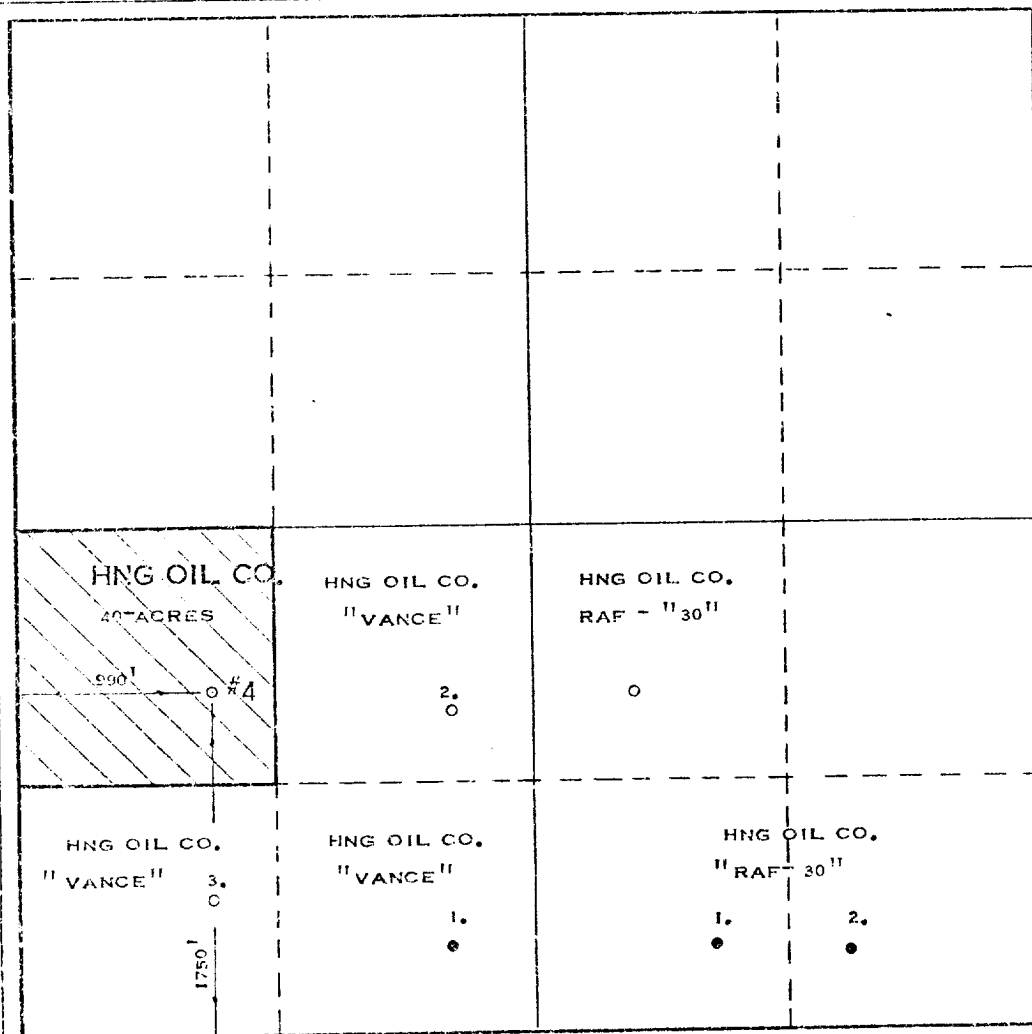 HNG OIL CO.
40 ACRES
990'
#4
HNG OIL CO.
"VANCE"
2.
HNG OIL CO.
RAF - "30"
HNG OIL CO.
"VANCE"
3.
1750'
HNG OIL CO.
"VANCE"
1.
HNG OIL CO.
"RAF- 30"
1.
2.